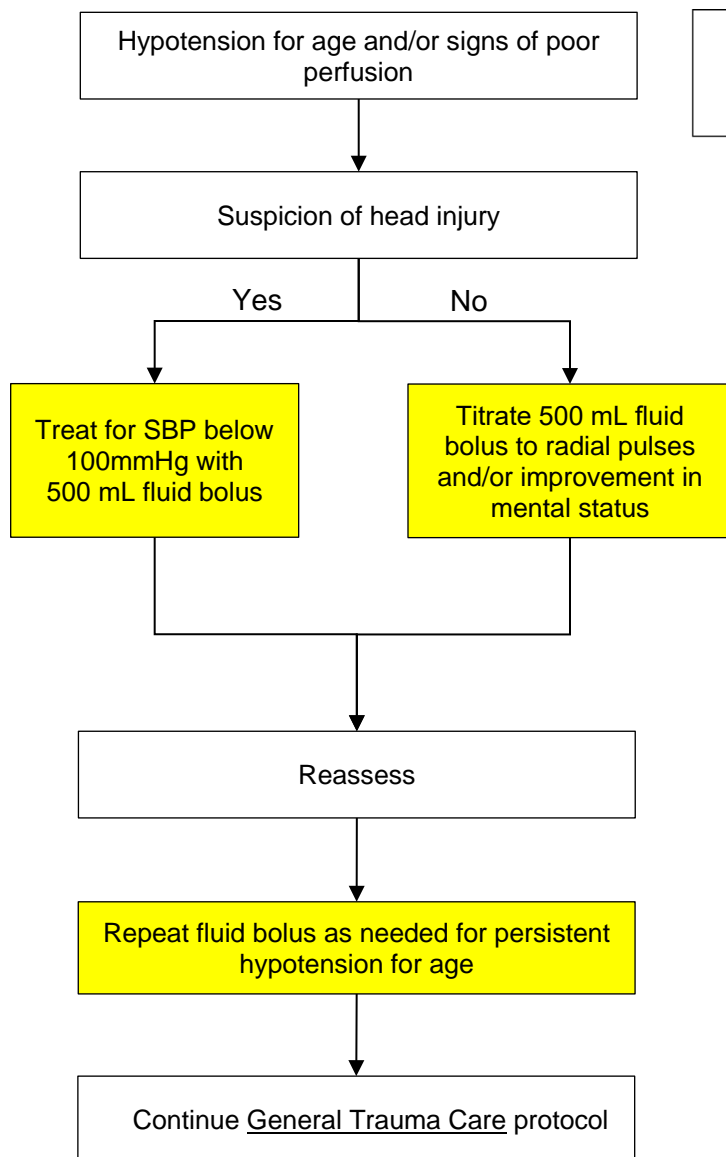 Hypotension for age and/or signs of poor
perfusion
Suspicion of head injury
Yes
No
Treat for SBP below
100mmHg with
500 mL fluid bolus
Titrate 500 mL fluid
bolus to radial pulses
and/or improvement in
mental status
Reassess
Repeat fluid bolus as needed for persistent
hypotension for age
Continue General Trauma Care protocol